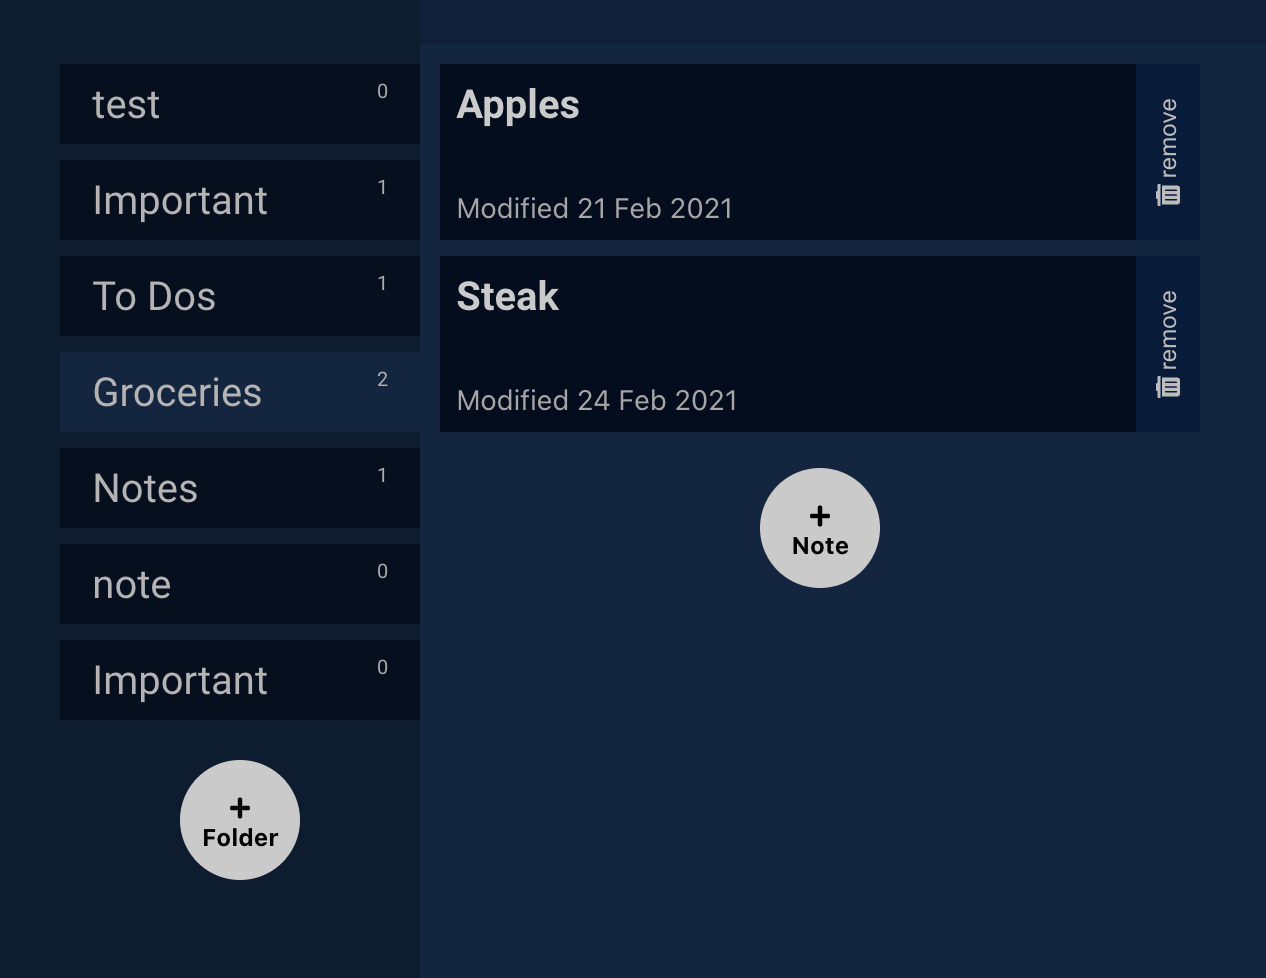 test
0
Important
1
To Dos
1
Groceries
2
Notes
1
note
0
Important
0
+
Folder
Apples
Modified 21 Feb 2021
remove
Steak
Modified 24 Feb 2021
remove
+
Note